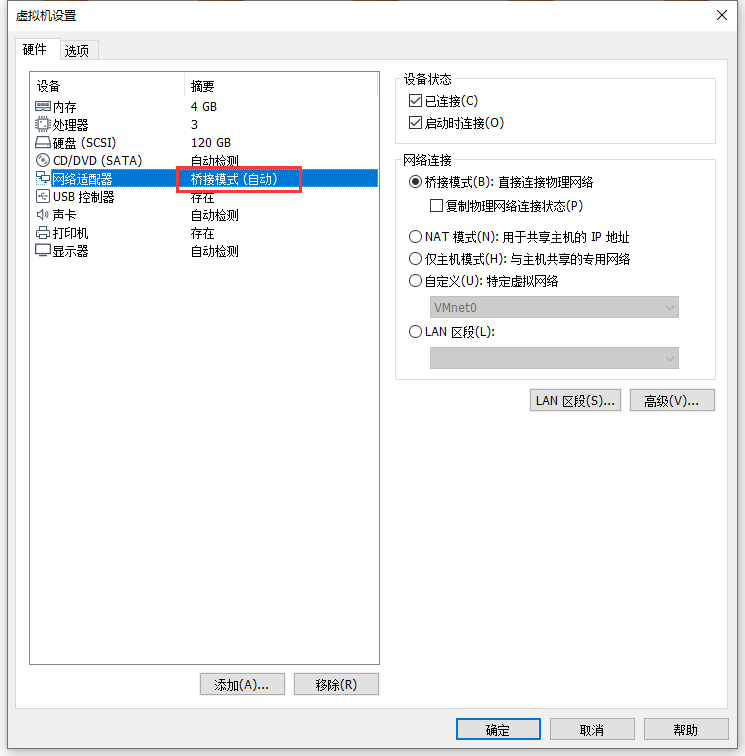 虚拟机设置
硬件 选项
设备 摘要
内存 4 GB
处理器 3
硬盘 (SCSI) 120 GB
CD/DVD (SATA) 自动检测
网络适配器 桥接模式 (自动)
USB 控制器 存在
声卡 自动检测
打印机 存在
显示器 自动检测
添加(A)... 移除(R)
设备状态
已连接(C)
启动时连接(O)
网络连接
桥接模式(B): 直接连接物理网络
复制物理网络连接状态(P)
NAT 模式(N): 用于共享主机的 IP 地址
仅主机模式(H): 与主机共享的专用网络
自定义(U): 特定虚拟网络
VMnet0
LAN 区段(L):
LAN 区段(S)... 高级(V)...
确定 取消 帮助